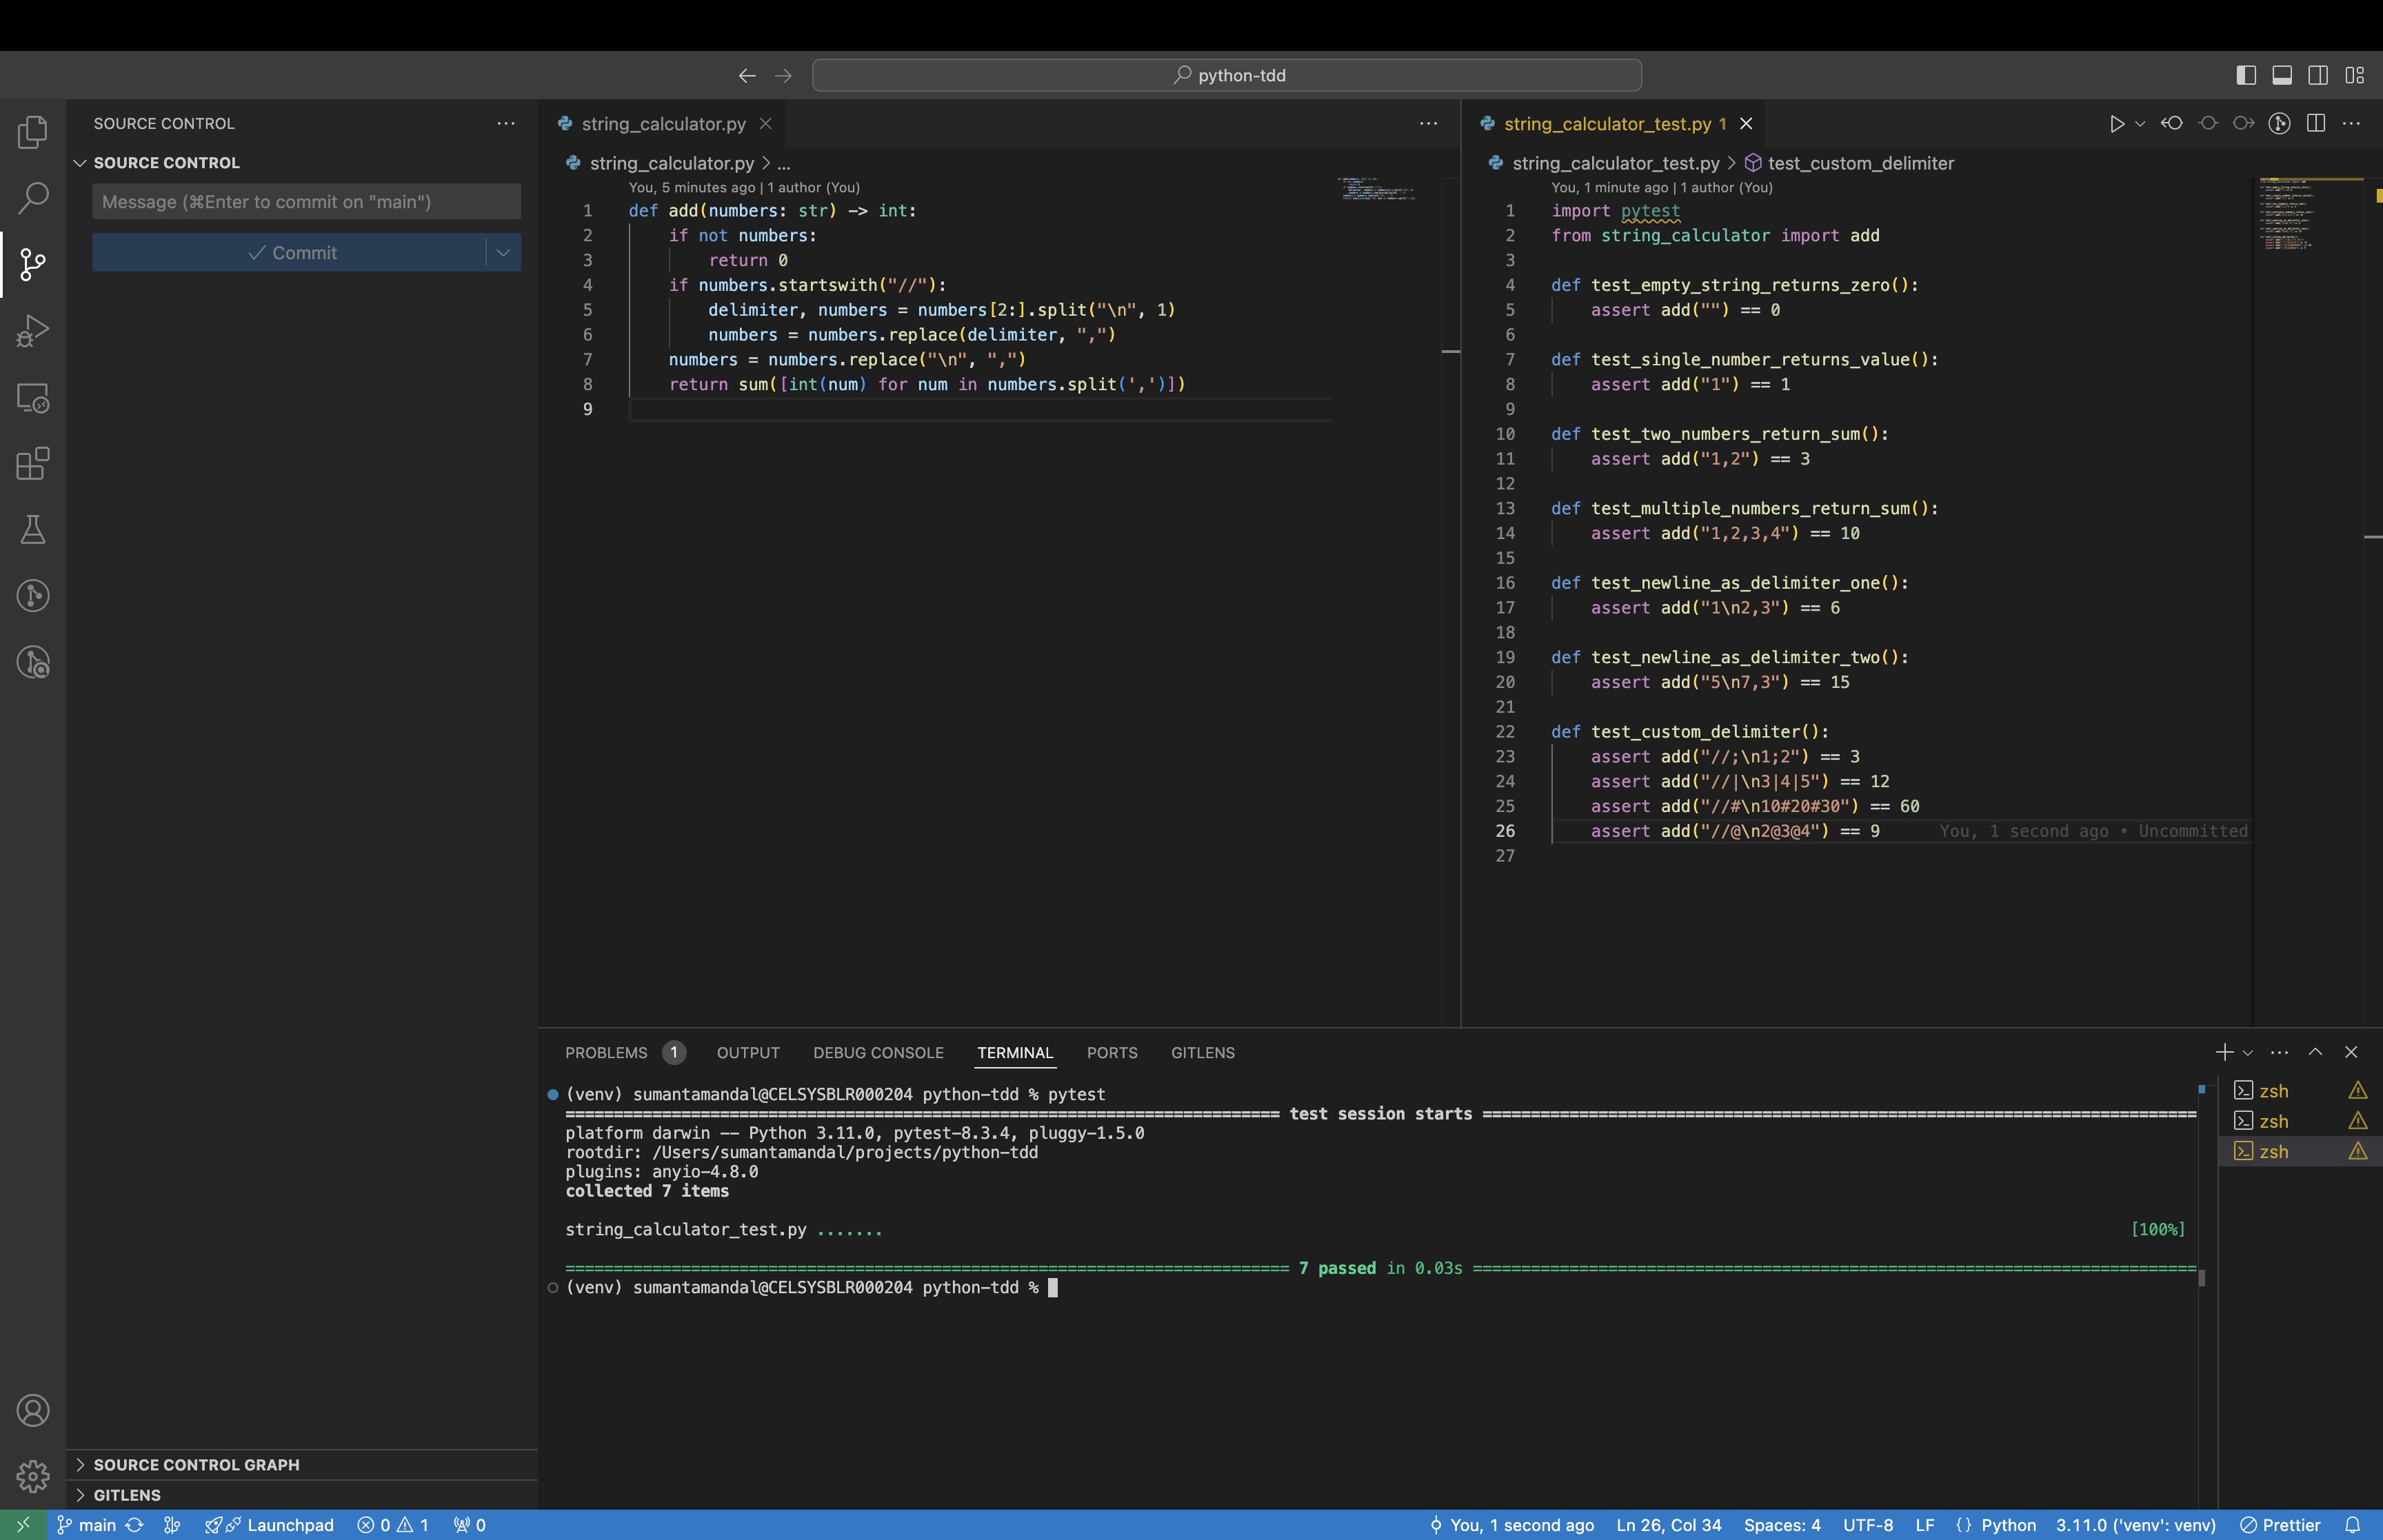 python-tdd
SOURCE CONTROL
SOURCE CONTROL
Message (⌘Enter to commit on "main")
Commit
SOURCE CONTROL GRAPH
GITLENS
string_calculator.py
string_calculator.py > ...
You, 5 minutes ago | 1 author (You)
1 def add(numbers: str) -> int:
2     if not numbers:
3         return 0
4     if numbers.startswith("//"):
5         delimiter, numbers = numbers[2:].split("\n", 1)
6         numbers = numbers.replace(delimiter, ",")
7     numbers = numbers.replace("\n", ",")
8     return sum([int(num) for num in numbers.split(',')])
9
string_calculator_test.py 1
string_calculator_test.py > test_custom_delimiter
You, 1 minute ago | 1 author (You)
1 import pytest
2 from string_calculator import add
3
4 def test_empty_string_returns_zero():
5     assert add("") == 0
6
7 def test_single_number_returns_value():
8     assert add("1") == 1
9
10 def test_two_numbers_return_sum():
11     assert add("1,2") == 3
12
13 def test_multiple_numbers_return_sum():
14     assert add("1,2,3,4") == 10
15
16 def test_newline_as_delimiter_one():
17     assert add("1\n2,3") == 6
18
19 def test_newline_as_delimiter_two():
20     assert add("5\n7,3") == 15
21
22 def test_custom_delimiter():
23     assert add("//;\n1;2") == 3
24     assert add("//|\n3|4|5") == 12
25     assert add("//#\n10#20#30") == 60
26     assert add("//@\n2@3@4") == 9 You, 1 second ago • Uncommitted
27
PROBLEMS 1 OUTPUT DEBUG CONSOLE TERMINAL PORTS GITLENS
(venv) sumantamandal@CELSYSBLR000204 python-tdd % pytest
test session starts
platform darwin -- Python 3.11.0, pytest-8.3.4, pluggy-1.5.0
rootdir: /Users/sumantamandal/projects/python-tdd
plugins: anyio-4.8.0
collected 7 items
string_calculator_test.py ....... [100%]
7 passed in 0.03s
(venv) sumantamandal@CELSYSBLR000204 python-tdd %
zsh
zsh
zsh
main Launchpad 0 1 0 You, 1 second ago Ln 26, Col 34 Spaces: 4 UTF-8 LF {} Python 3.11.0 ('venv': venv) Prettier